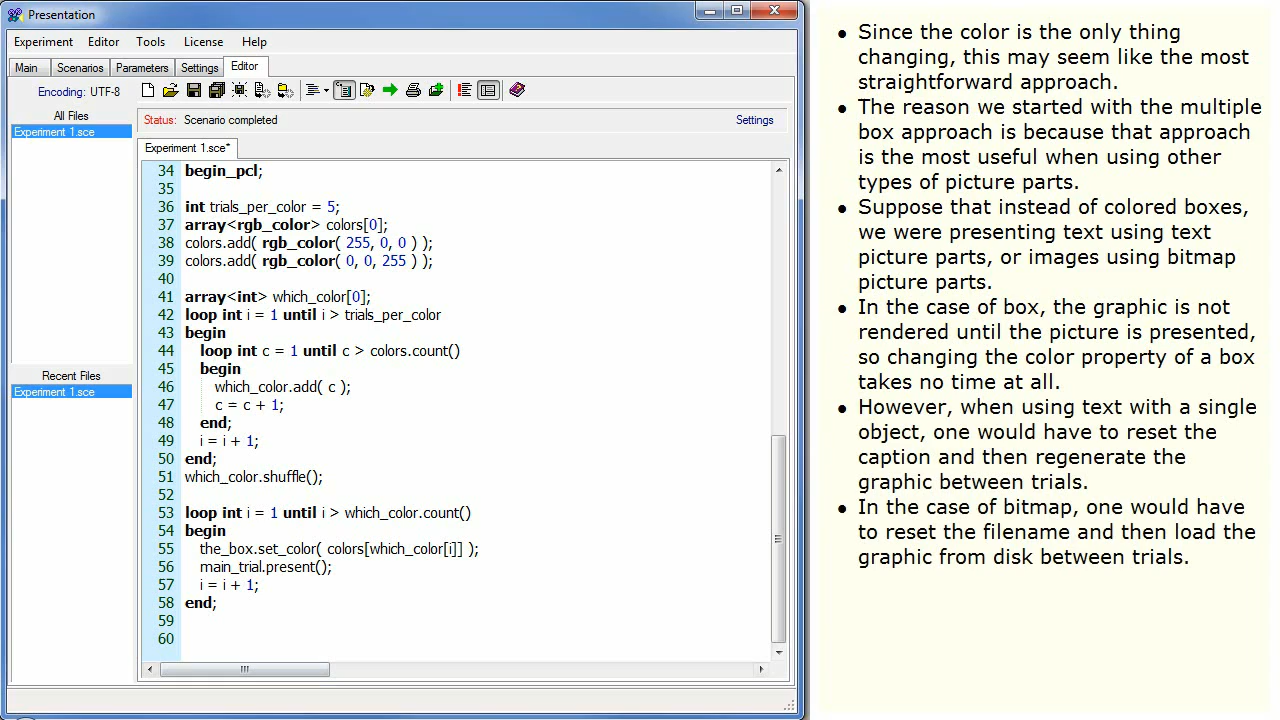 Presentation
Experiment Editor Tools License Help
Main Scenarios Parameters Settings Editor
Encoding: UTF-8
All Files
Experiment 1.sce
Recent Files
Experiment 1.sce
Status: Scenario completed Settings
Experiment 1.sce*
34 begin_pcl;
35
36 int trials_per_color = 5;
37 array<rgb_color> colors[0];
38 colors.add( rgb_color( 255, 0, 0 ) );
39 colors.add( rgb_color( 0, 0, 255 ) );
40
41 array<int> which_color[0];
42 loop int i = 1 until i > trials_per_color
43 begin
44 loop int c = 1 until c > colors.count()
45 begin
46 which_color.add( c );
47 c = c + 1;
48 end;
49 i = i + 1;
50 end;
51 which_color.shuffle();
52
53 loop int i = 1 until i > which_color.count()
54 begin
55 the_box.set_color( colors[which_color[i]] );
56 main_trial.present();
57 i = i + 1;
58 end;
59
60
• Since the color is the only thing
changing, this may seem like the most
straightforward approach.
• The reason we started with the multiple
box approach is because that approach
is the most useful when using other
types of picture parts.
• Suppose that instead of colored boxes,
we were presenting text using text
picture parts, or images using bitmap
picture parts.
• In the case of box, the graphic is not
rendered until the picture is presented,
so changing the color property of a box
takes no time at all.
• However, when using text with a single
object, one would have to reset the
caption and then regenerate the
graphic between trials.
• In the case of bitmap, one would have
to reset the filename and then load the
graphic from disk between trials.